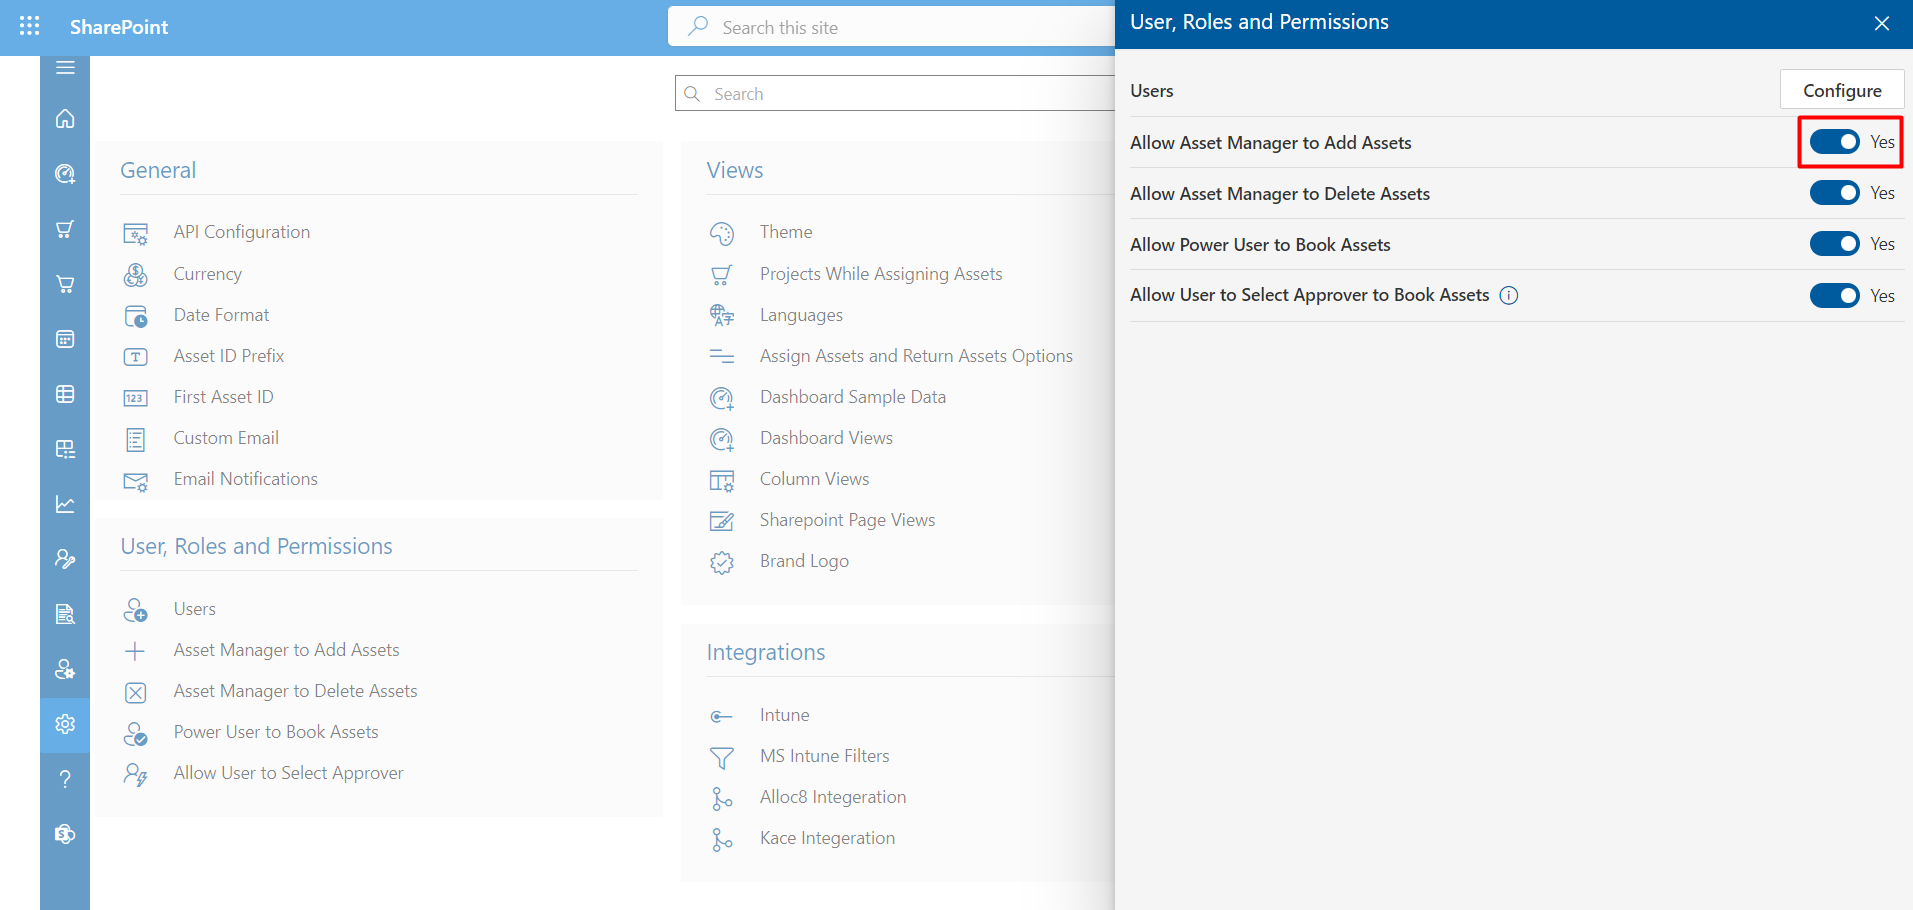 SharePoint
Search this site
Search
General
API Configuration
Currency
Date Format
Asset ID Prefix
First Asset ID
Custom Email
Email Notifications
User, Roles and Permissions
Users
Asset Manager to Add Assets
Asset Manager to Delete Assets
Power User to Book Assets
Allow User to Select Approver
Views
Theme
Projects While Assigning Assets
Languages
Assign Assets and Return Assets Options
Dashboard Sample Data
Dashboard Views
Column Views
Sharepoint Page Views
Brand Logo
Integrations
Intune
MS Intune Filters
Alloc8 Integeration
Kace Integeration
User, Roles and Permissions
Users Configure
Allow Asset Manager to Add Assets Yes
Allow Asset Manager to Delete Assets Yes
Allow Power User to Book Assets Yes
Allow User to Select Approver to Book Assets Yes